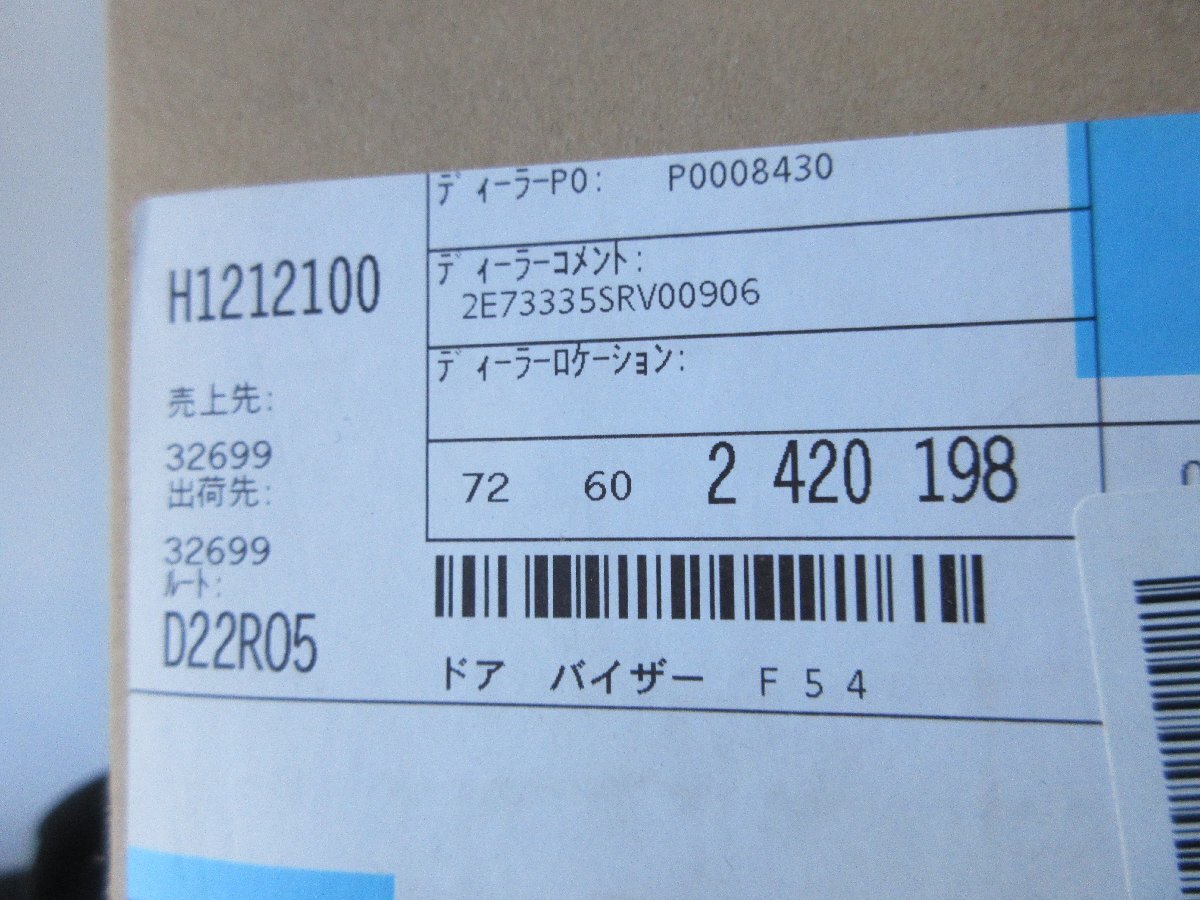 H1212100
売上先:
32699
出荷先:
32699
ルート:
D22R05
ディーラーPO: P0008430
ディーラーコメント:
2E73335SRV00906
ディーラーロケーション:
72 60 2 420 198
ドア バイザー F54